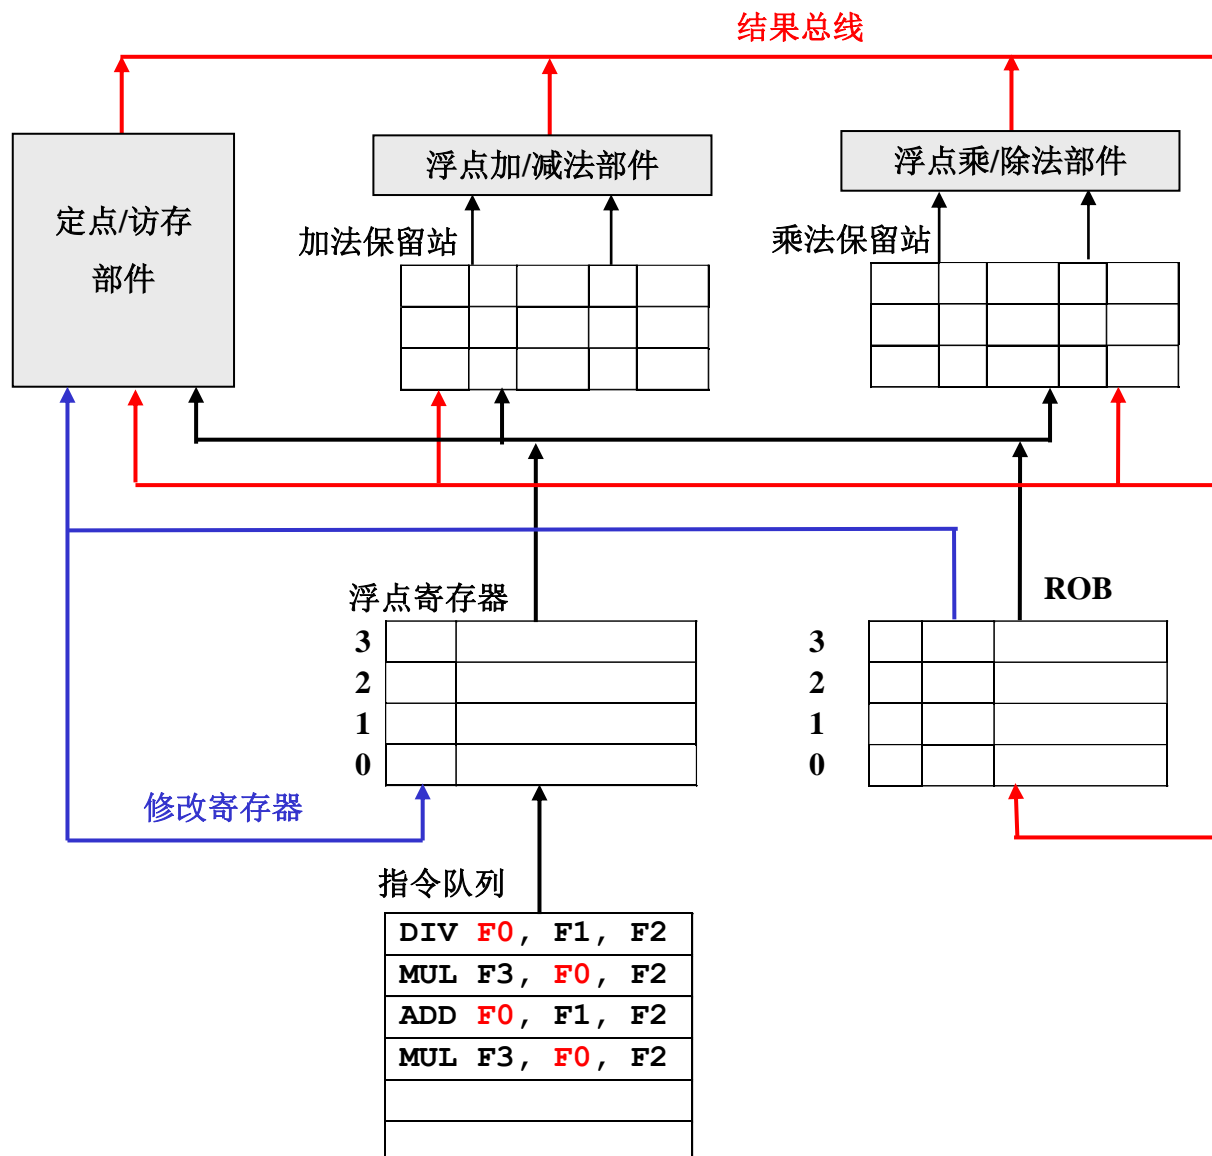 结果总线
浮点加/减法部件
浮点乘/除法部件
定点/访存
部件
加法保留站
乘法保留站
浮点寄存器
ROB
3
2
1
0
3
2
1
0
修改寄存器
指令队列
DIV F0, F1, F2
MUL F3, F0, F2
ADD F0, F1, F2
MUL F3, F0, F2